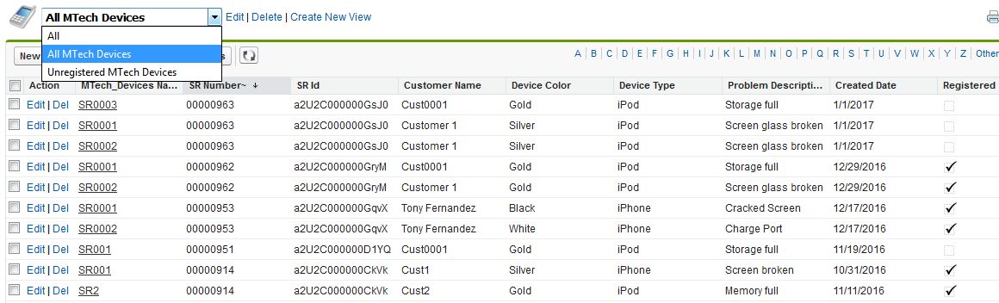 All MTech Devices Edit | Delete | Create New View
All
All MTech Devices
Unregistered MTech Devices
New A B C D E F G H I J K L M N O P Q R S T U V W X Y Z Other
Action MTech_Devices Na... SR Number~ SR Id Customer Name Device Color Device Type Problem Descripti... Created Date Registered
Edit | Del SR0003 00000963 a2U2C000000GsJ0 Cust0001 Gold iPod Storage full 1/1/2017
Edit | Del SR0001 00000963 a2U2C000000GsJ0 Customer 1 Silver iPod Screen glass broken 1/1/2017
Edit | Del SR0002 00000963 a2U2C000000GsJ0 Customer 1 Silver iPod Screen glass broken 1/1/2017
Edit | Del SR0001 00000962 a2U2C000000GryM Cust0001 Gold iPod Storage full 12/29/2016
Edit | Del SR0002 00000962 a2U2C000000GryM Customer 1 Gold iPod Screen glass broken 12/29/2016
Edit | Del SR0001 00000953 a2U2C000000GqvX Tony Fernandez Black iPhone Cracked Screen 12/17/2016
Edit | Del SR0002 00000953 a2U2C000000GqvX Tony Fernandez White iPhone Charge Port 12/17/2016
Edit | Del SR001 00000951 a2U2C000000D1YQ Cust0001 Gold iPod Storage full 11/19/2016
Edit | Del SR001 00000914 a2U2C000000CkVk Cust1 Silver iPhone Screen broken 10/31/2016
Edit | Del SR2 00000914 a2U2C000000CkVk Cust2 Gold iPod Memory full 11/11/2016